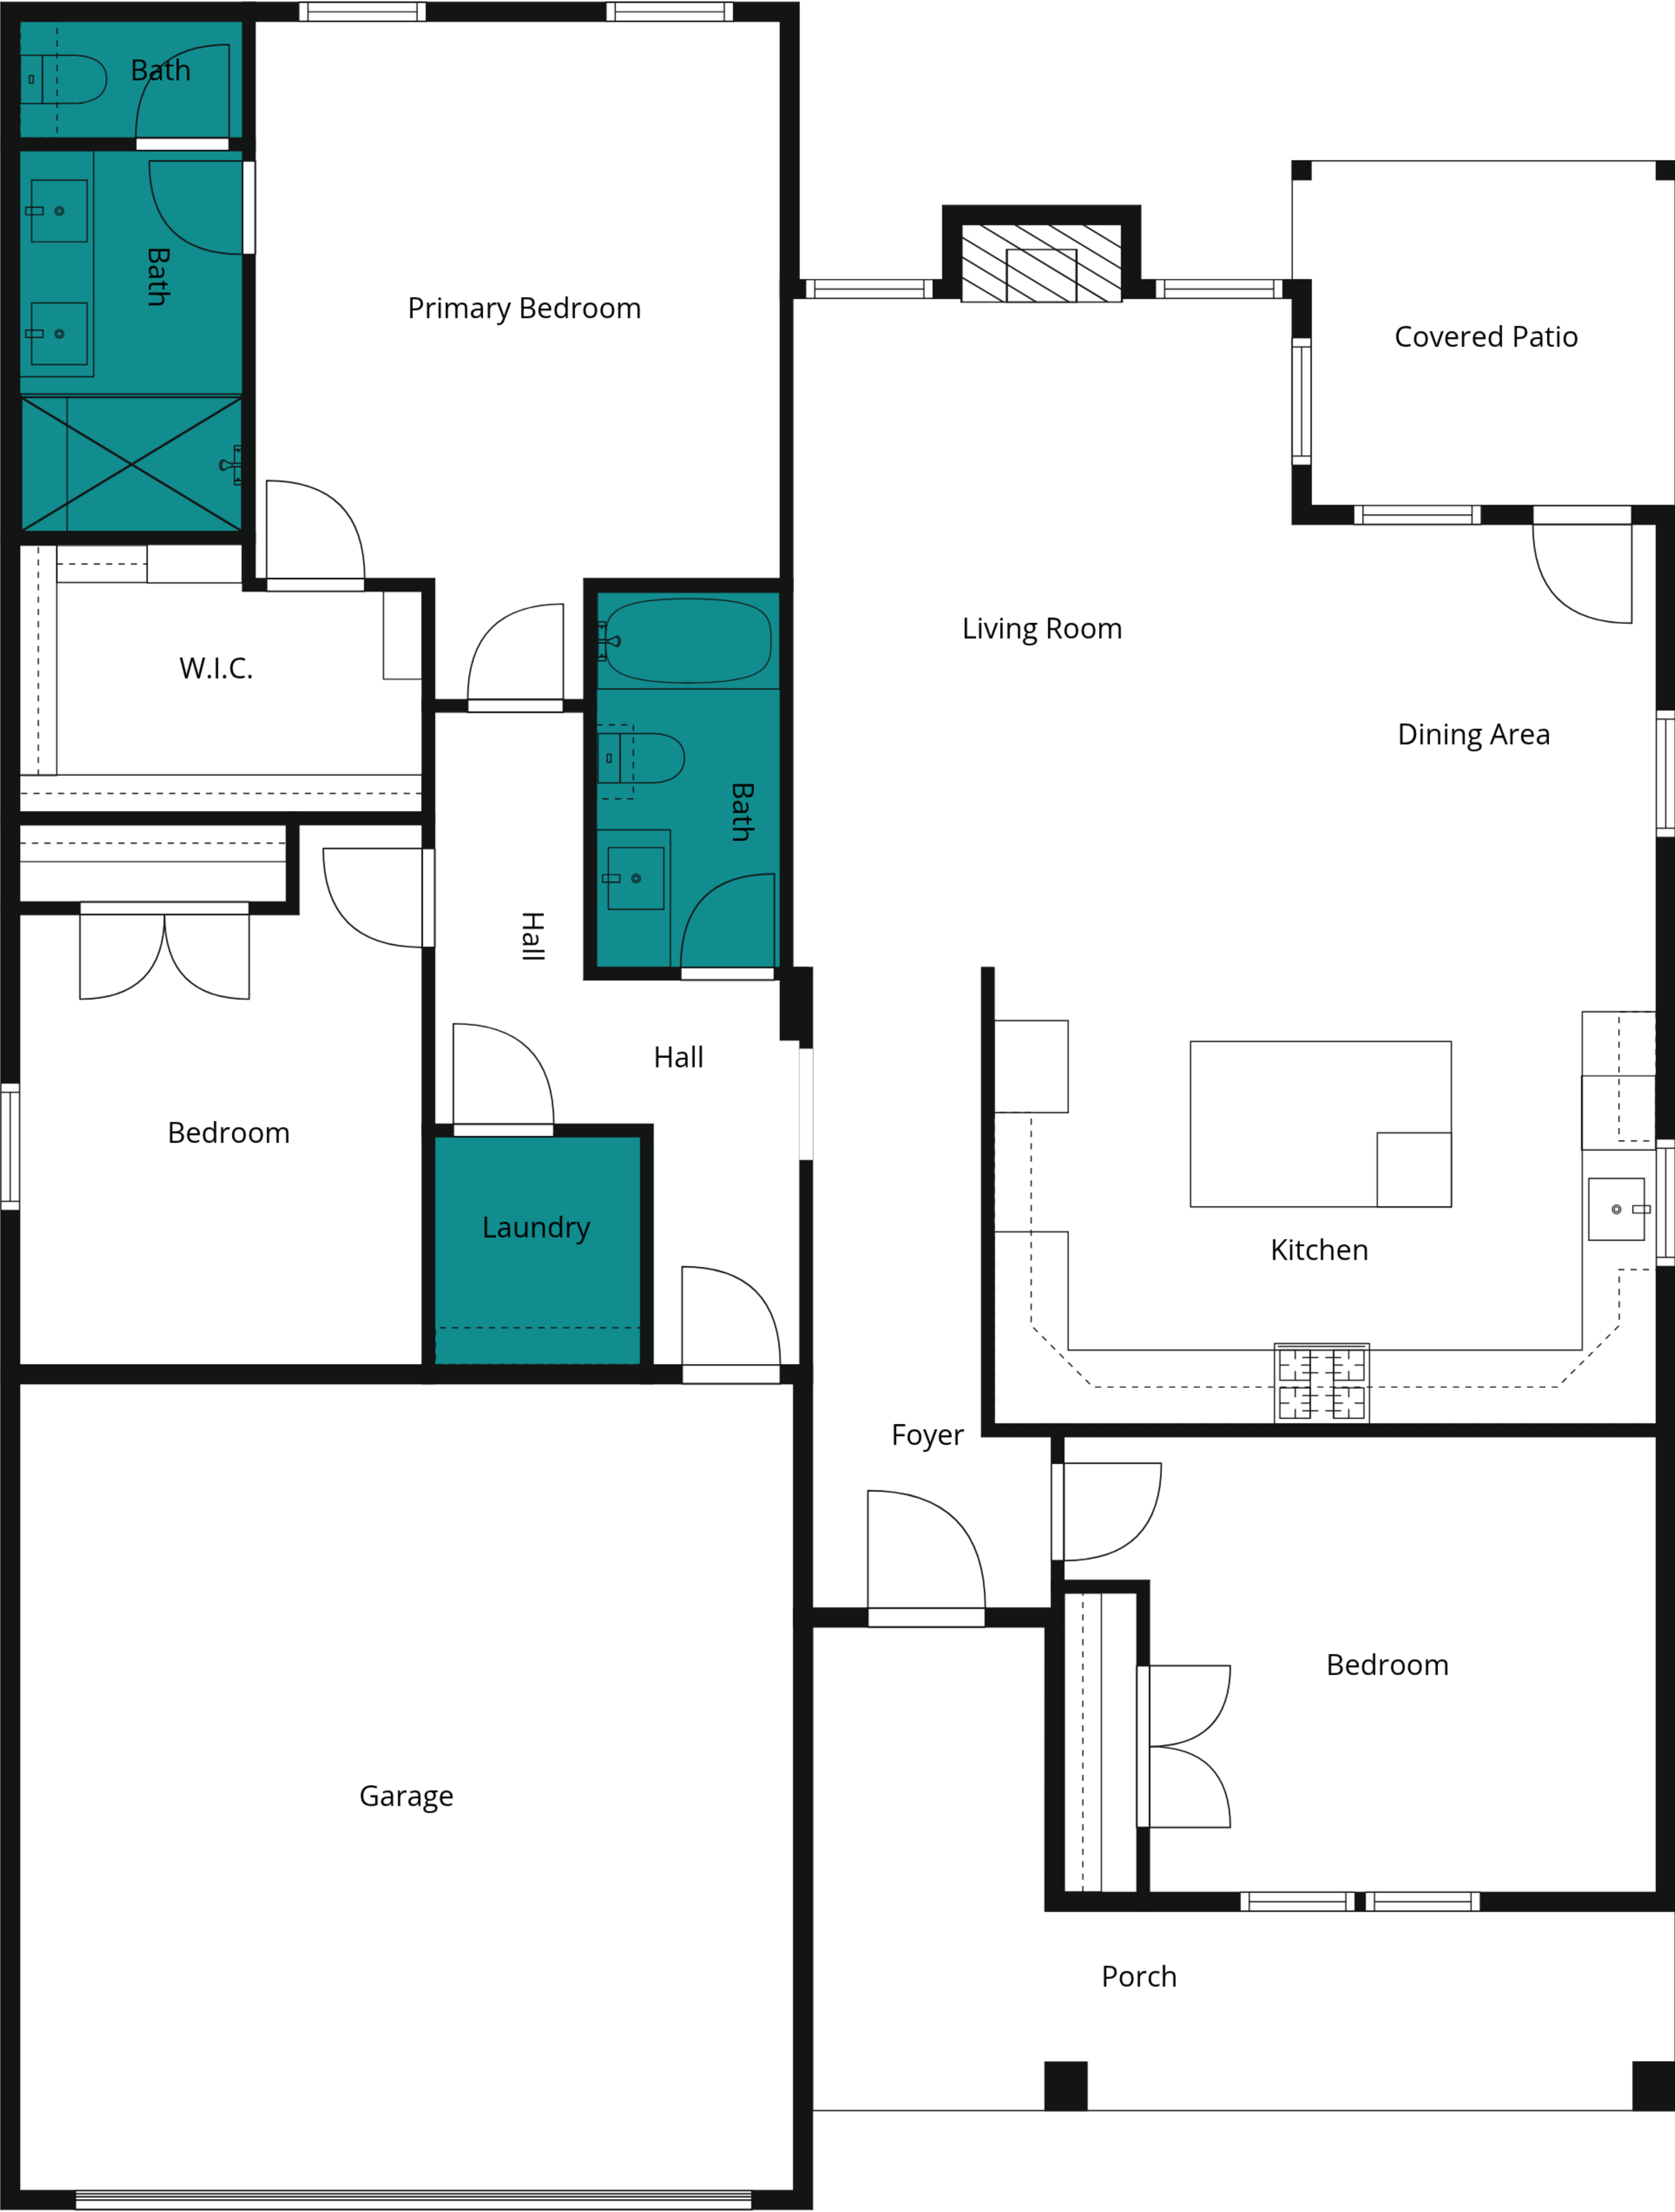 Bath
Bath
Primary Bedroom
Covered Patio
Living Room
W.I.C.
Dining Area
Bath
Hall
Hall
Bedroom
Laundry
Kitchen
Foyer
Bedroom
Garage
Porch